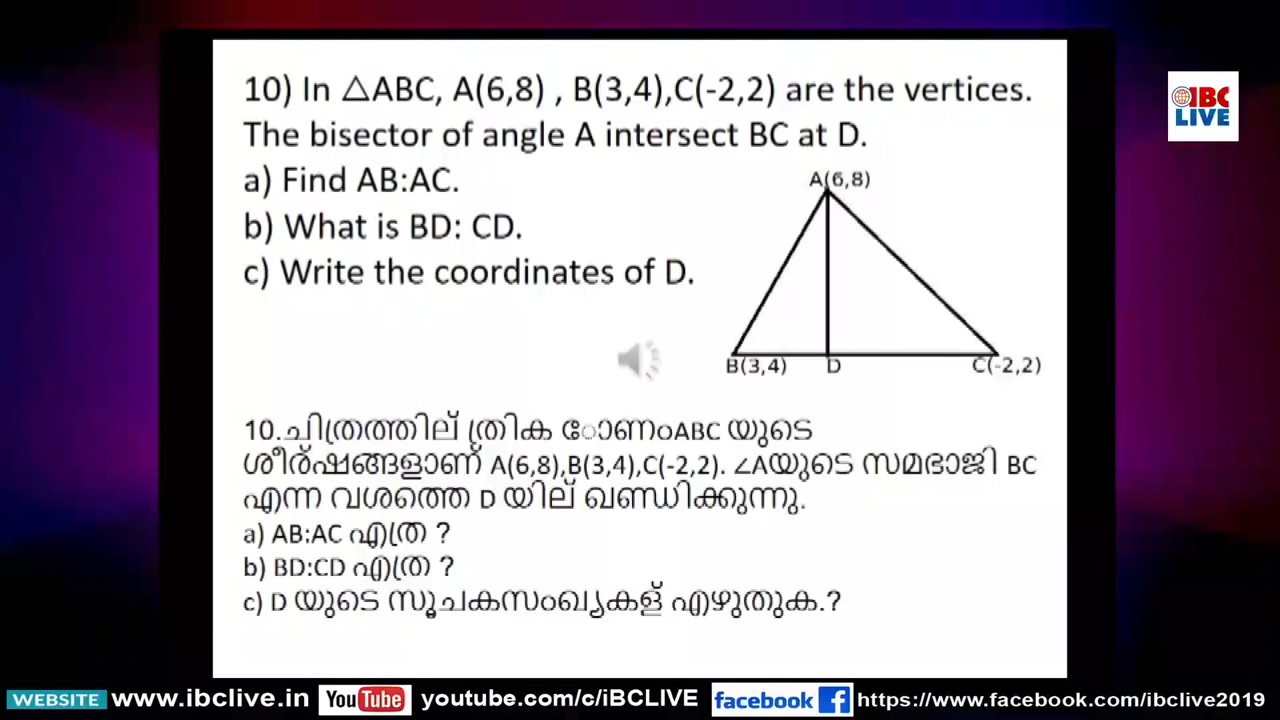 10) In △ABC, A(6,8) , B(3,4),C(-2,2) are the vertices.
The bisector of angle A intersect BC at D.
a) Find AB:AC.
b) What is BD: CD.
c) Write the coordinates of D.
A(6,8)
B(3,4)
D
C(-2,2)
IBC
LIVE
10.ചിത്രത്തില് ത്രിക ോണംABC യുടെ
ശീര്ഷങ്ങളാണ് A(6,8),B(3,4),C(-2,2). ∠Aയുടെ സമഭാജി BC
എന്ന വശത്തെ D യില് ഖണ്ഡിക്കുന്നു.
a) AB:AC എത്ര ?
b) BD:CD എത്ര ?
c) D യുടെ സൂചകസംഖ്യകള് എഴുതുക.?
WEBSITE www.ibclive.in YouTube youtube.com/c/iBCLIVE facebook f https://www.facebook.com/ibclive2019